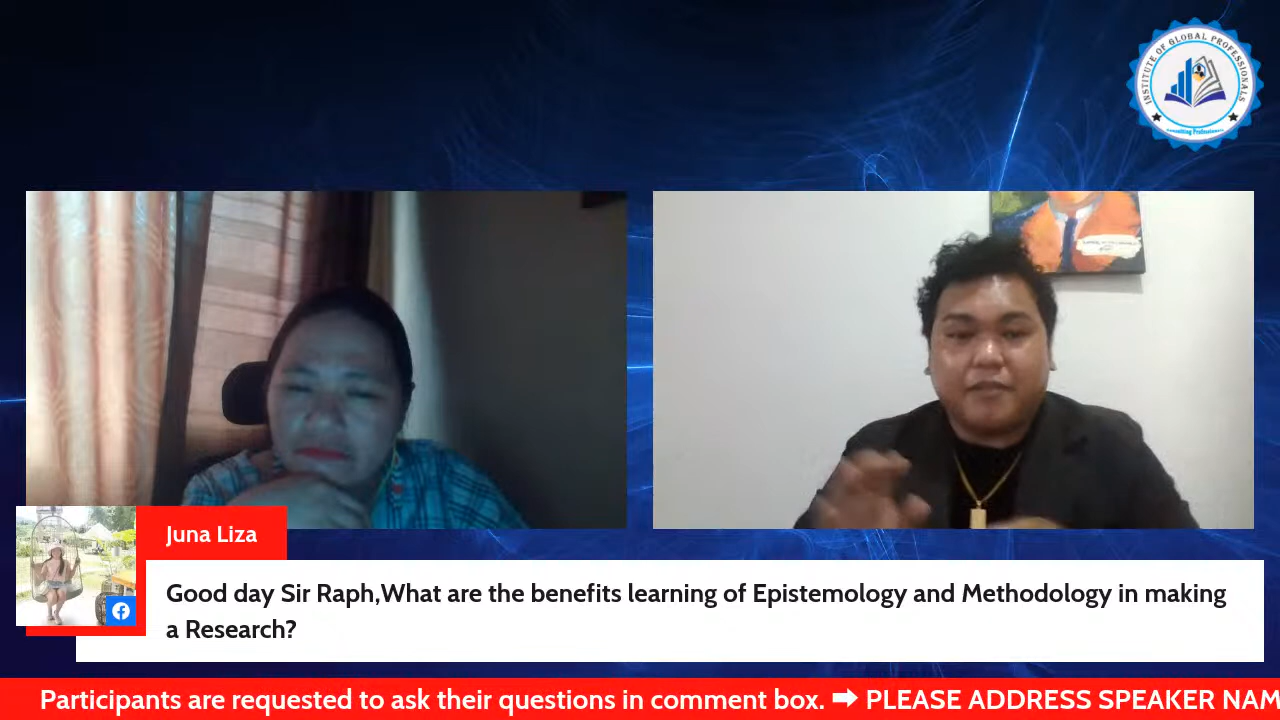 INSTITUTE OF GLOBAL PROFESSIONALS
Juna Liza
Good day Sir Raph,What are the benefits learning of Epistemology and Methodology in making
a Research?
Participants are requested to ask their questions in comment box. ➡ PLEASE ADDRESS SPEAKER NAM